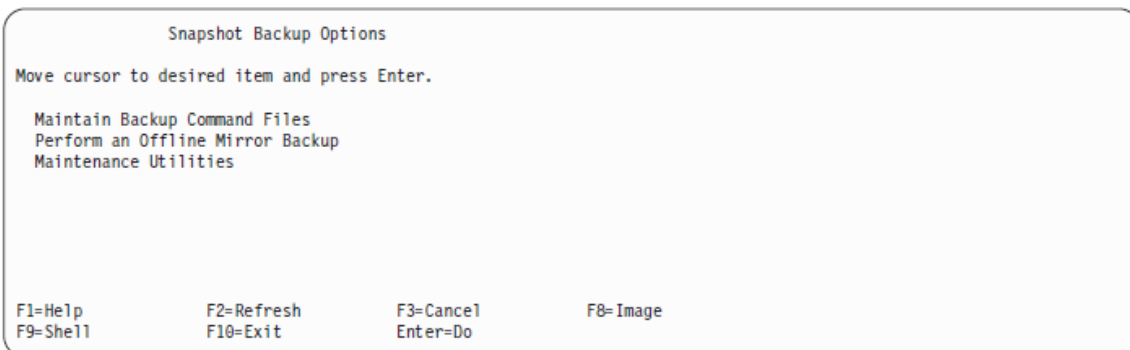 Snapshot Backup Options
Move cursor to desired item and press Enter.
Maintain Backup Command Files
Perform an Offline Mirror Backup
Maintenance Utilities
F1=Help F2=Refresh F3=Cancel F8=Image
F9=Shell F10=Exit Enter=Do